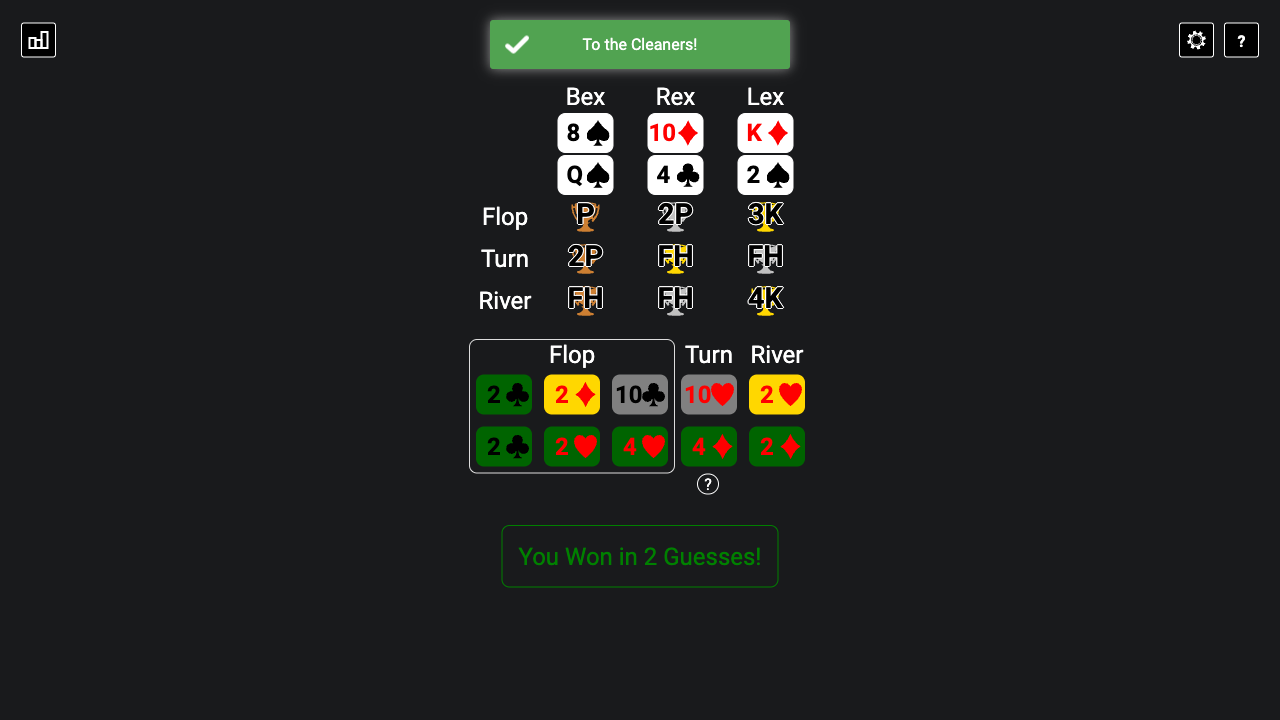 To the Cleaners!
?
Bex Rex Lex
8♠ 10♦ K♦
Q♠ 4♣ 2♠
Flop P 2P 3K
Turn 2P FH FH
River FH FH 4K
Flop Turn River
2♣ 2♦ 10♣ 10♥ 2♥
2♣ 2♥ 4♥ 4♦ 2♦
?
You Won in 2 Guesses!